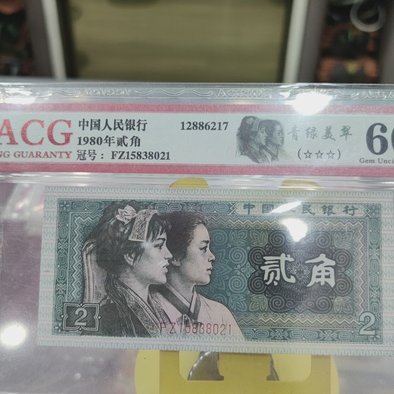 ACG
NG GUARANTY
中国人民银行
1980年贰角
冠号: FZ15838021
12886217
青绿美翠
(☆☆☆)
66
Gem Unc
中国人民银行
贰角
FZ15838021
2
2